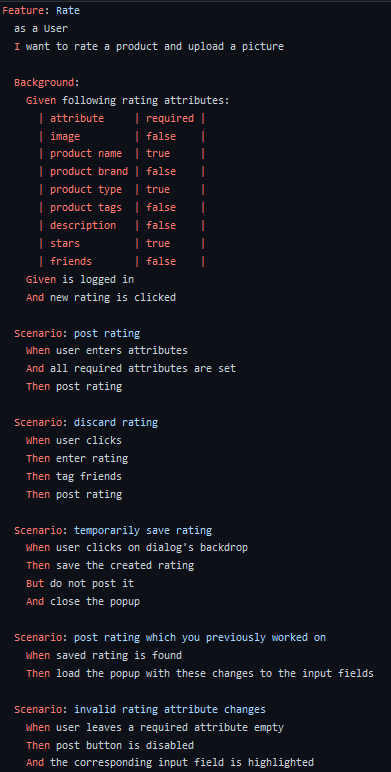 Feature: Rate
as a User
I want to rate a product and upload a picture
Background:
Given following rating attributes:
| attribute | required |
| image | false |
| product name | true |
| product brand | false |
| product type | true |
| product tags | false |
| description | false |
| stars | true |
| friends | false |
Given is logged in
And new rating is clicked
Scenario: post rating
When user enters attributes
And all required attributes are set
Then post rating
Scenario: discard rating
When user clicks
Then enter rating
Then tag friends
Then post rating
Scenario: temporarily save rating
When user clicks on dialog's backdrop
Then save the created rating
But do not post it
And close the popup
Scenario: post rating which you previously worked on
When saved rating is found
Then load the popup with these changes to the input fields
Scenario: invalid rating attribute changes
When user leaves a required attribute empty
Then post button is disabled
And the corresponding input field is highlighted